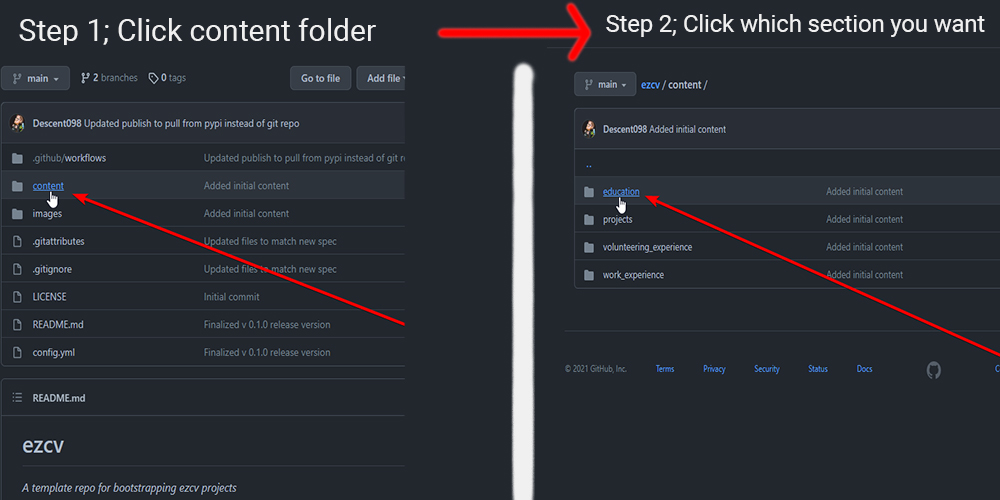 Step 1; Click content folder
main
2 branches
0 tags
Go to file
Add file
Descent098 Updated publish to pull from pypi instead of git repo
.github/workflows Updated publish to pull from pypi instead of git r
content Added initial content
images Added initial content
.gitattributes Updated files to match new spec
.gitignore Updated files to match new spec
LICENSE Initial commit
README.md Finalized v 0.1.0 release version
config.yml Finalized v 0.1.0 release version
README.md
ezcv
A template repo for bootstrapping ezcv projects
Step 2; Click which section you want
main ezcv / content /
Descent098 Added initial content
..
education Added initial content
projects Added initial content
volunteering_experience Added initial content
work_experience Added initial content
© 2021 GitHub, Inc. Terms Privacy Security Status Docs C